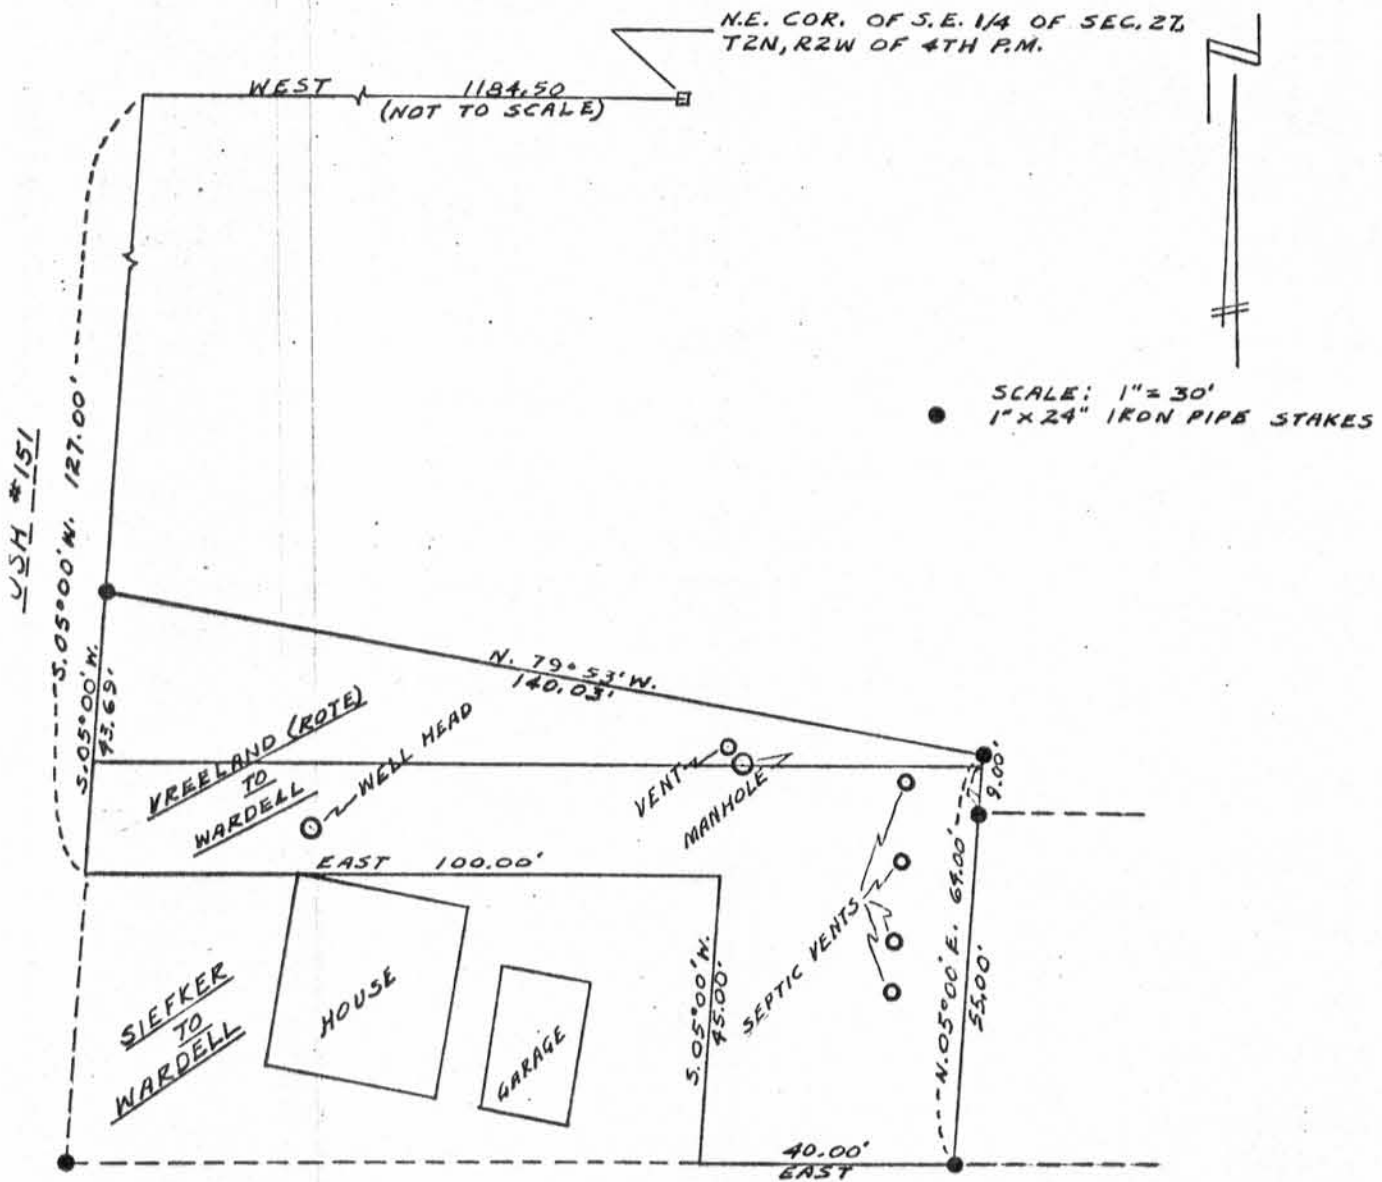 N.E. COR. OF S.E. 1/4 OF SEC. 27,
T2N, R2W OF 4TH P.M.
WEST 1184.50
(NOT TO SCALE)
SCALE: 1" = 30'
1" X 24" IRON PIPE STAKES
USH #151
S.05°00'W. 127.00'
S.05°00'W.
43.69'
N. 79°53'W.
140.03'
VREELAND (ROTE)
TO
WARDELL
WELL HEAD
VENT
MANHOLE
9.00'
EAST 100.00'
SEPTIC VENTS
N.05°00'E. 64.00'
55.00'
S.05°00'W.
45.00'
SIEFKER
TO
WARDELL
HOUSE
GARAGE
40.00'
EAST